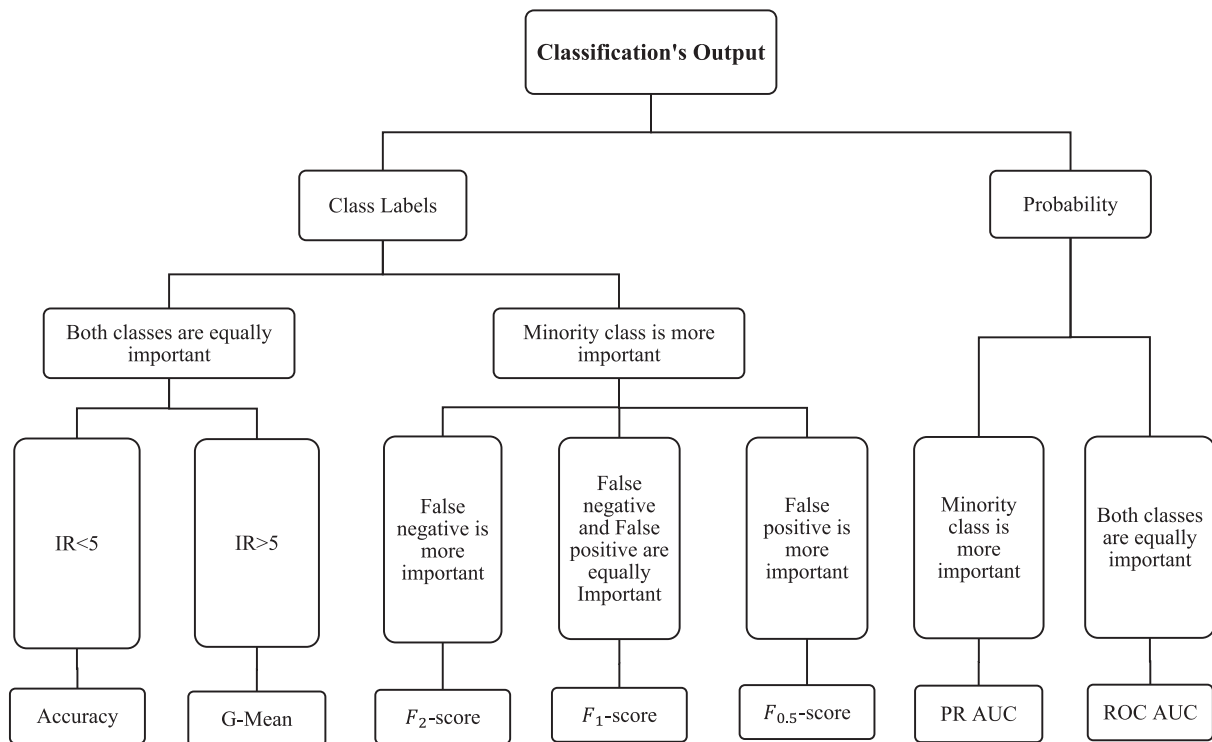 Classification's Output
Class Labels
Probability
Both classes are equally
important
Minority class is more
important
IR<5
IR>5
False
negative is
more
important
False
negative
and False
positive are
equally
Important
False
positive is
more
important
Minority
class is
more
important
Both classes
are equally
important
Accuracy
G-Mean
F₂-score
F₁-score
F₀.₅-score
PR AUC
ROC AUC